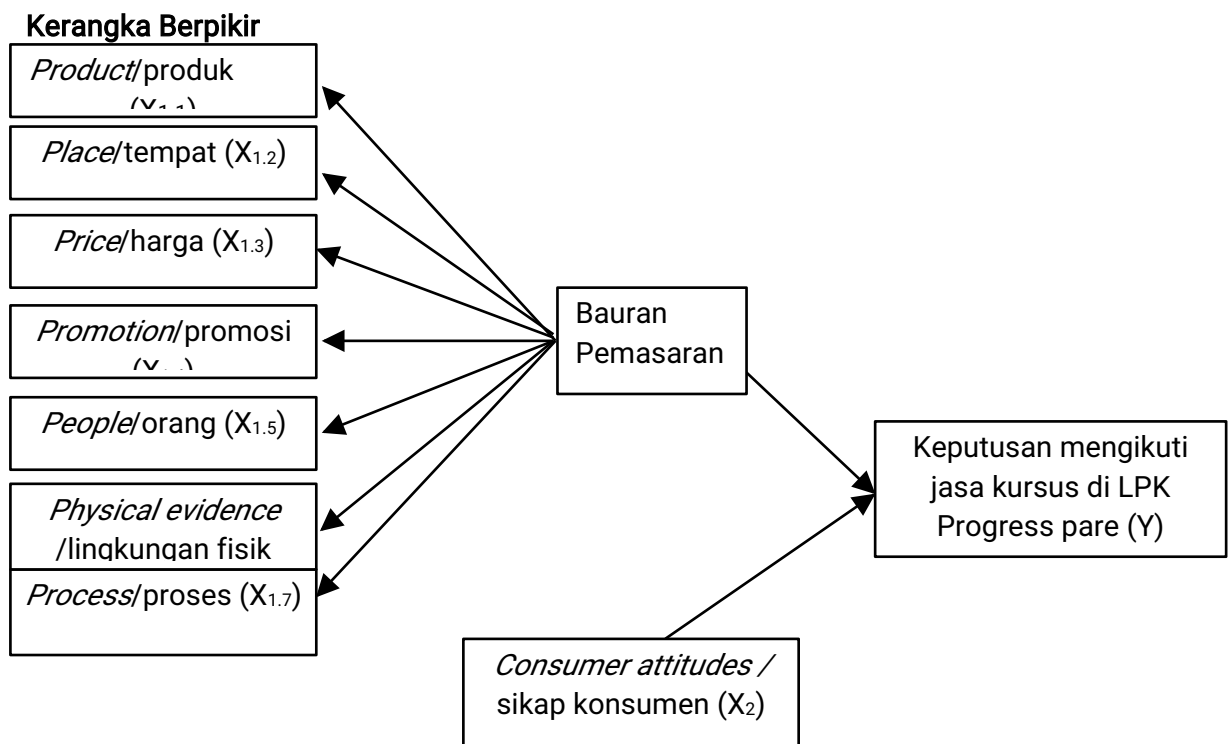 Kerangka Berpikir
Product/produk
Place/tempat (X1.2)
Price/harga (X1.3)
Promotion/promosi
People/orang (X1.5)
Physical evidence
/lingkungan fisik
Process/proses (X1.7)
Bauran
Pemasaran
Keputusan mengikuti
jasa kursus di LPK
Progress pare (Y)
Consumer attitudes /
sikap konsumen (X2)